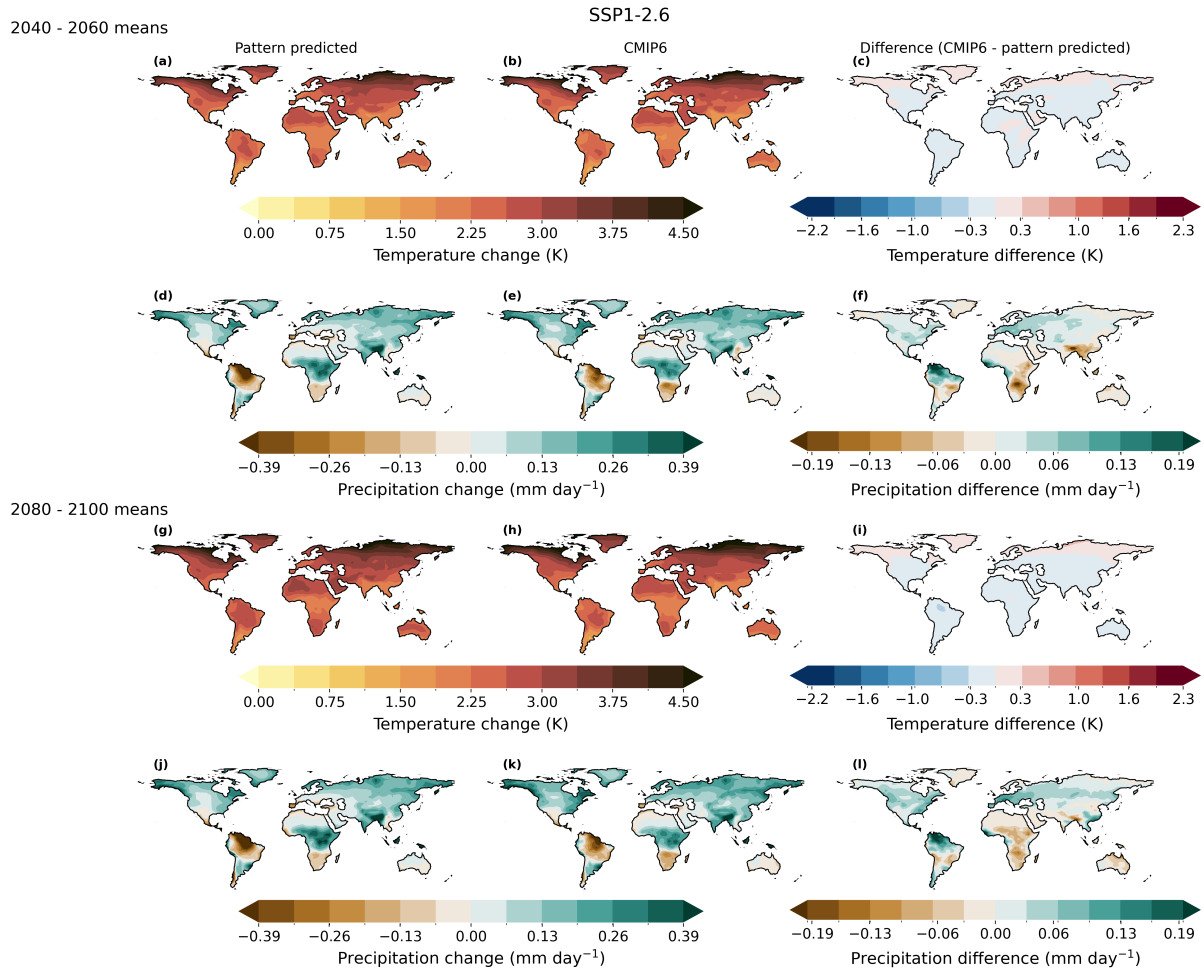 SSP1-2.6
2040 - 2060 means
Pattern predicted CMIP6 Difference (CMIP6 - pattern predicted)
(a) (b) (c)
0.00 0.75 1.50 2.25 3.00 3.75 4.50 −2.2 −1.6 −1.0 −0.3 0.3 1.0 1.6 2.3
Temperature change (K) Temperature difference (K)
(d) (e) (f)
−0.39 −0.26 −0.13 0.00 0.13 0.26 0.39 −0.19 −0.13 −0.06 0.00 0.06 0.13 0.19
Precipitation change (mm day⁻¹) Precipitation difference (mm day⁻¹)
2080 - 2100 means
(g) (h) (i)
0.00 0.75 1.50 2.25 3.00 3.75 4.50 −2.2 −1.6 −1.0 −0.3 0.3 1.0 1.6 2.3
Temperature change (K) Temperature difference (K)
(j) (k) (l)
−0.39 −0.26 −0.13 0.00 0.13 0.26 0.39 −0.19 −0.13 −0.06 0.00 0.06 0.13 0.19
Precipitation change (mm day⁻¹) Precipitation difference (mm day⁻¹)